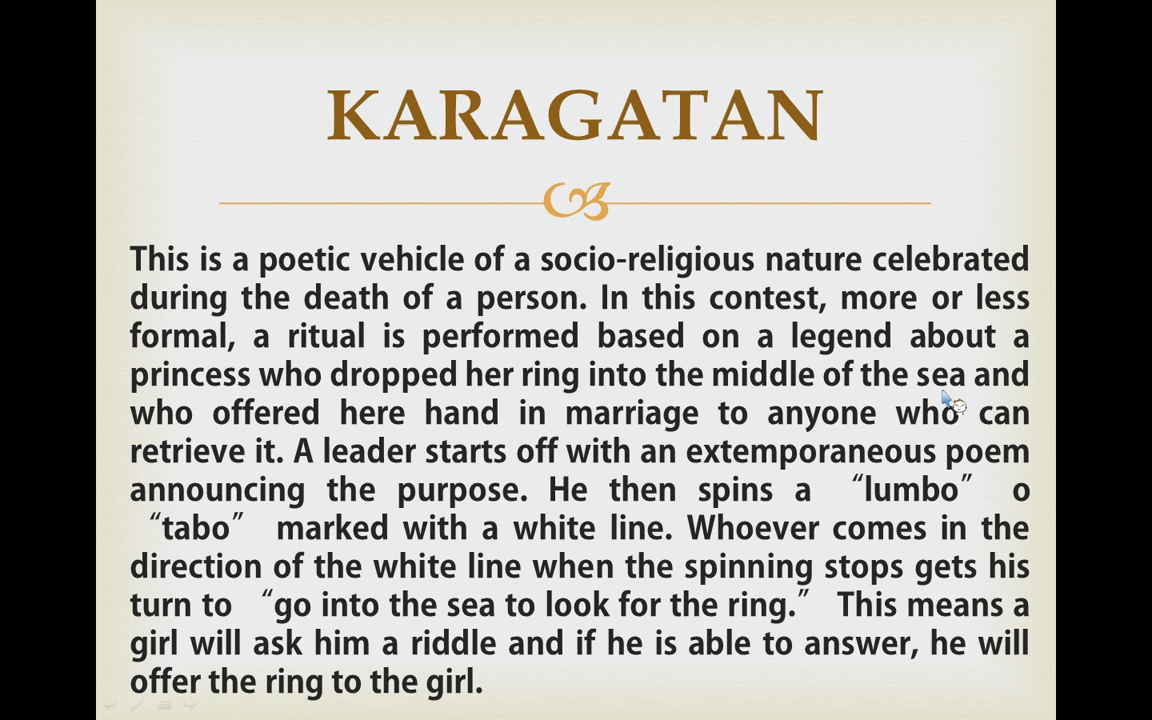 KARAGATAN
This is a poetic vehicle of a socio-religious nature celebrated
during the death of a person. In this contest, more or less
formal, a ritual is performed based on a legend about a
princess who dropped her ring into the middle of the sea and
who offered here hand in marriage to anyone who can
retrieve it. A leader starts off with an extemporaneous poem
announcing the purpose. He then spins a “lumbo” o
“tabo” marked with a white line. Whoever comes in the
direction of the white line when the spinning stops gets his
turn to “go into the sea to look for the ring.” This means a
girl will ask him a riddle and if he is able to answer, he will
offer the ring to the girl.